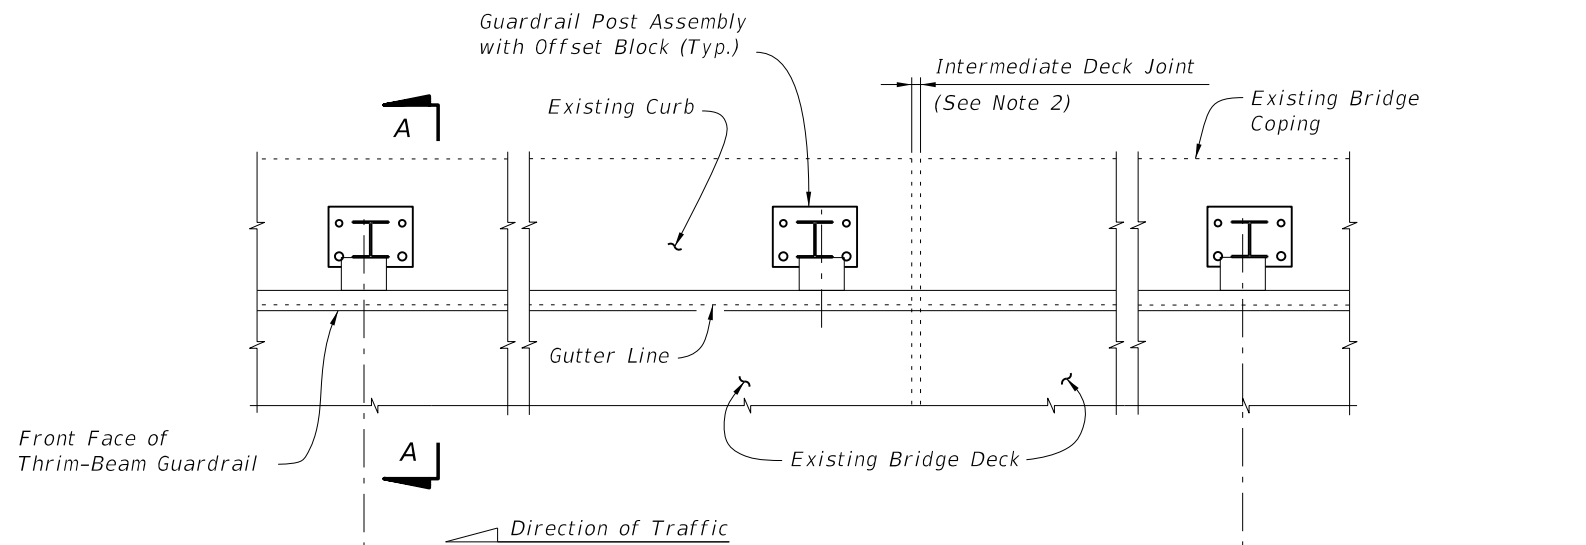 Guardrail Post Assembly
with Offset Block (Typ.)
Intermediate Deck Joint
(See Note 2)
Existing Curb
Existing Bridge
Coping
A
Gutter Line
Front Face of
Thrim-Beam Guardrail
A
Existing Bridge Deck
Direction of Traffic